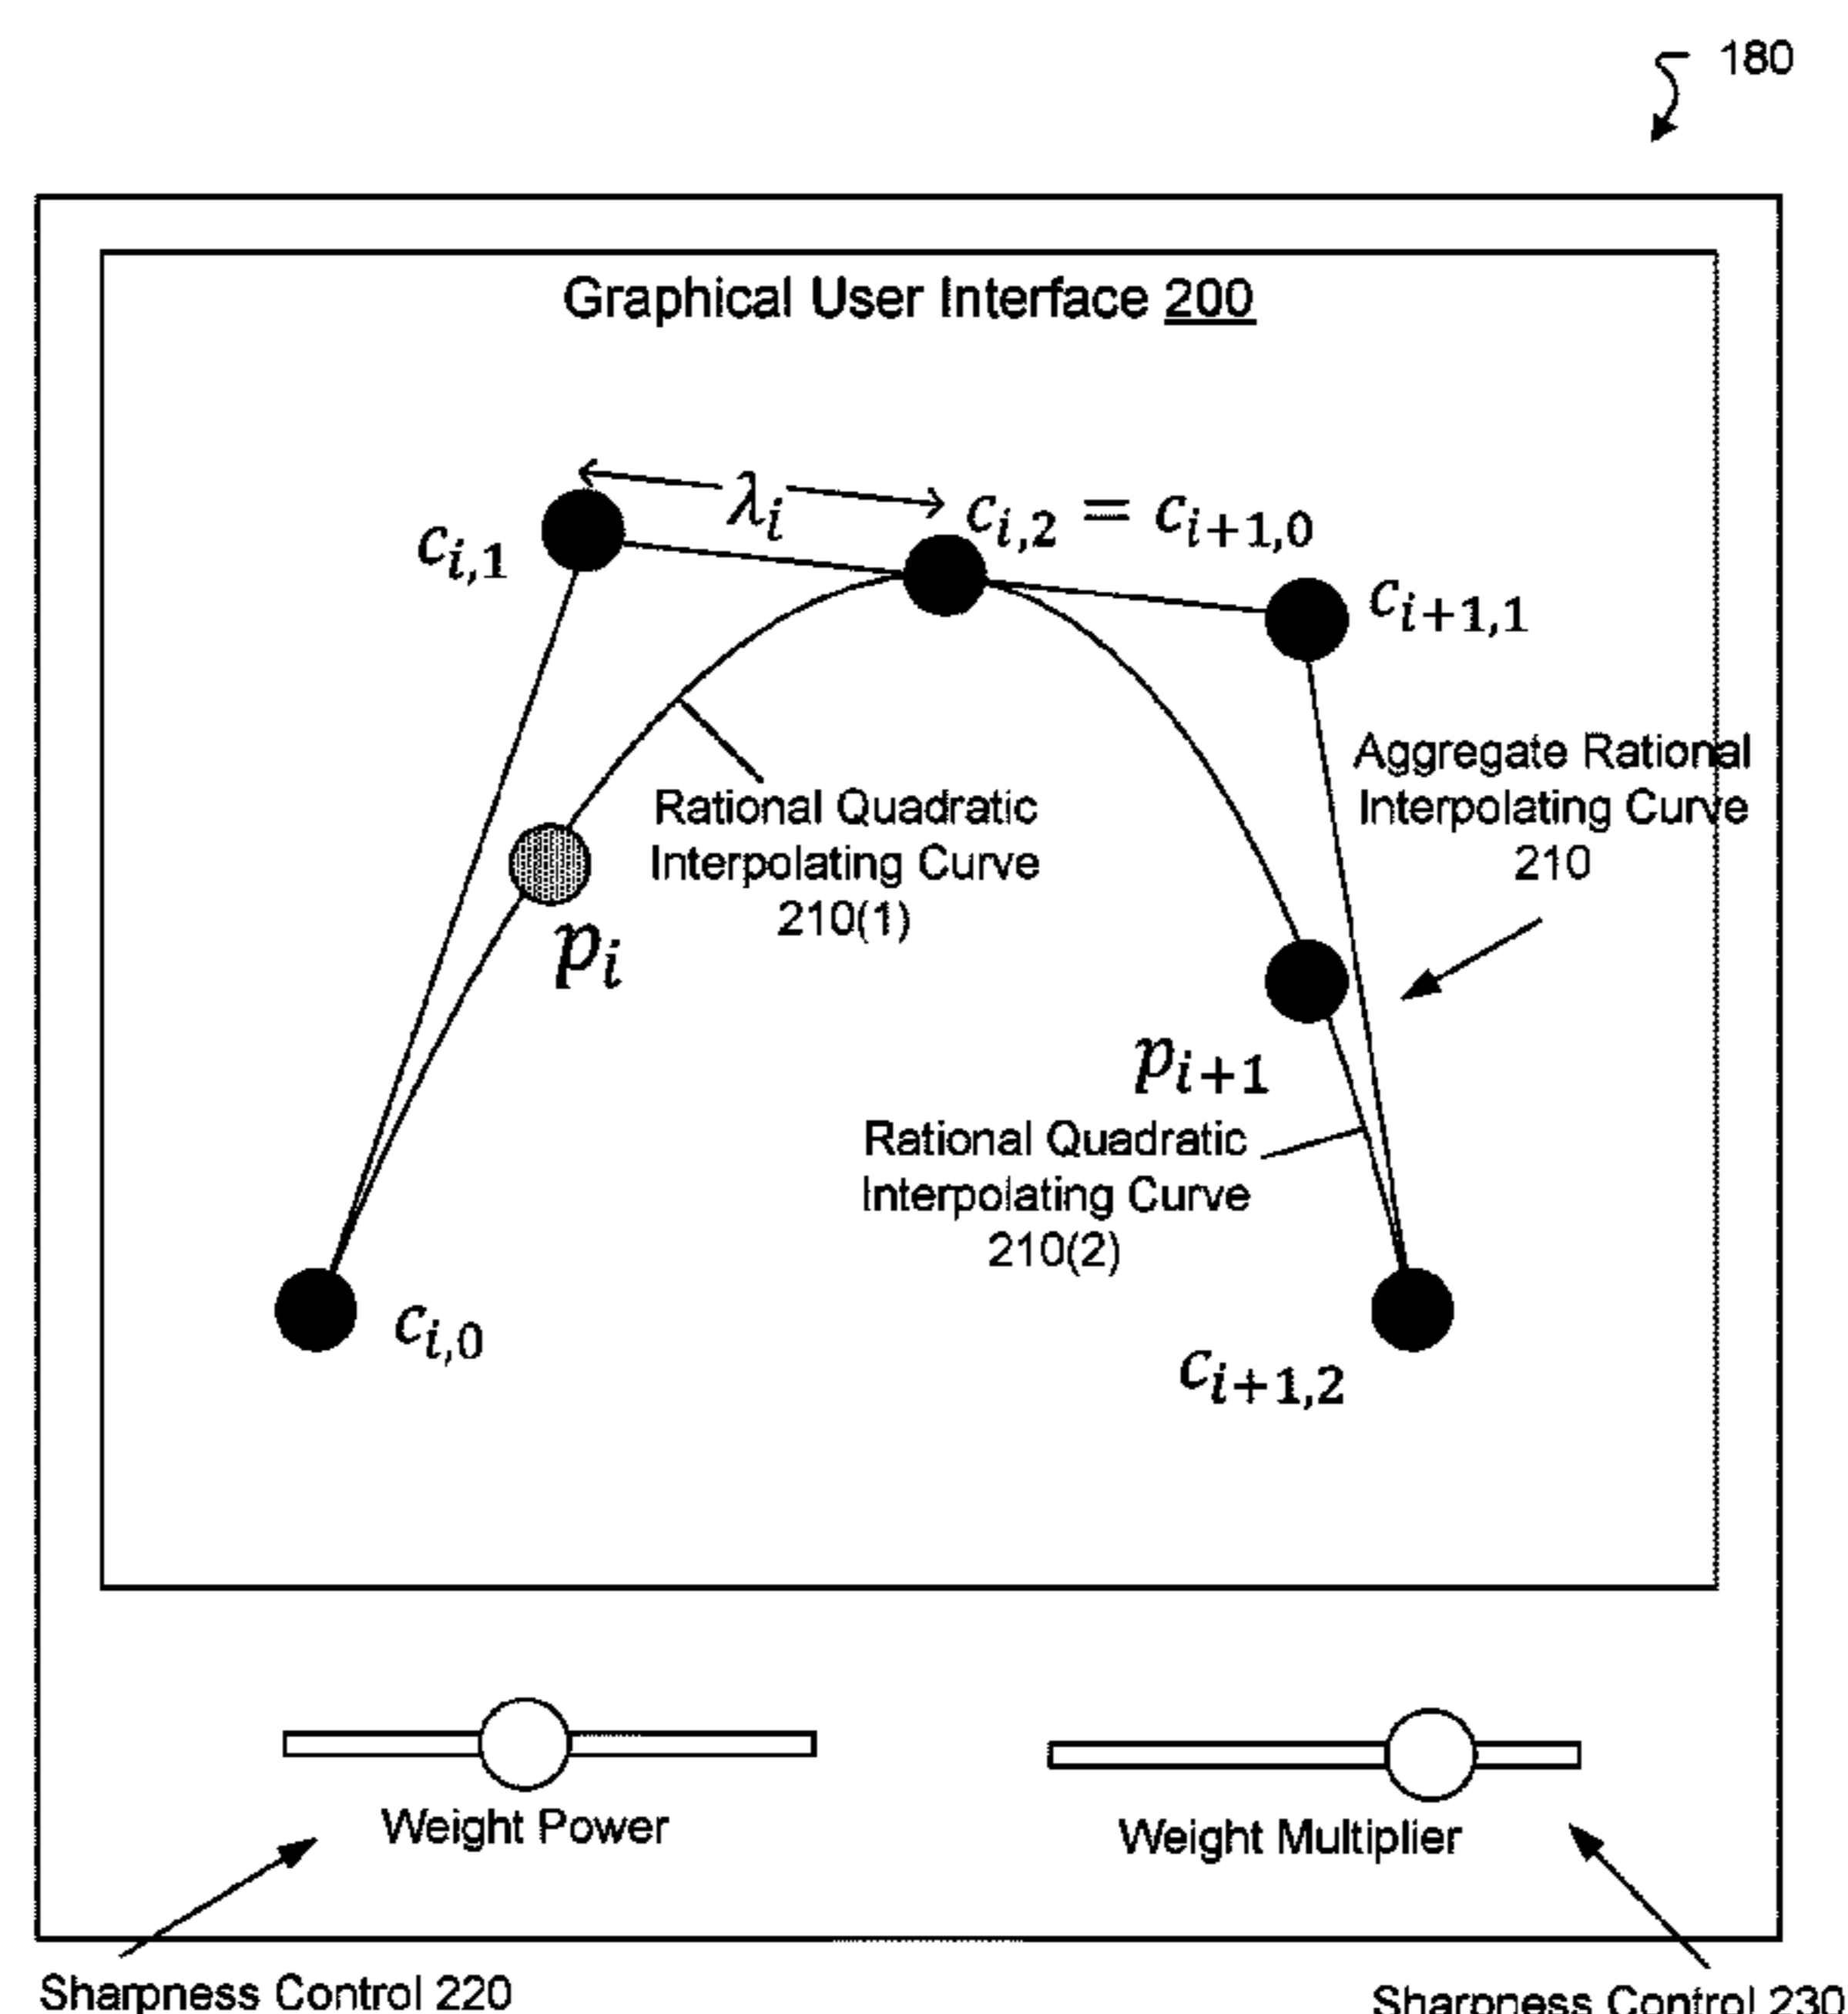 180
Graphical User Interface 200
λi
ci,2 = ci+1,0
ci,1
ci+1,1
Aggregate Rational
Interpolating Curve
210
Rational Quadratic
Interpolating Curve
210(1)
pi
pi+1
Rational Quadratic
Interpolating Curve
210(2)
ci,0
ci+1,2
Weight Power
Weight Multiplier
Sharpness Control 220
Sharpness Control 230